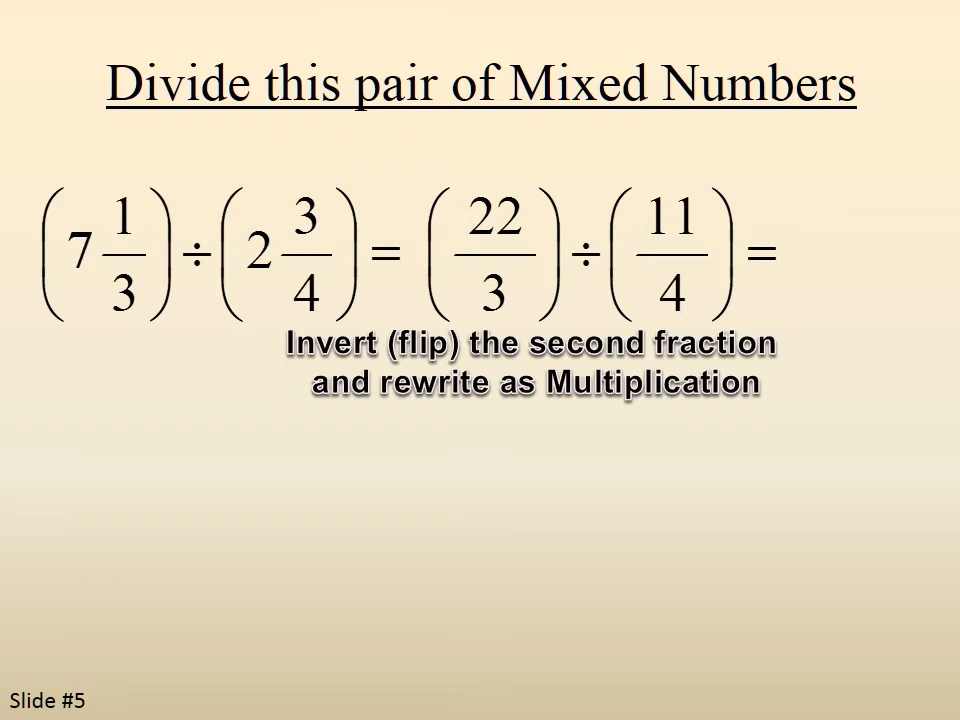 Divide this pair of Mixed Numbers
(7 1/3) ÷ (2 3/4) = (22/3) ÷ (11/4) =
Invert (flip) the second fraction
and rewrite as Multiplication
Slide #5